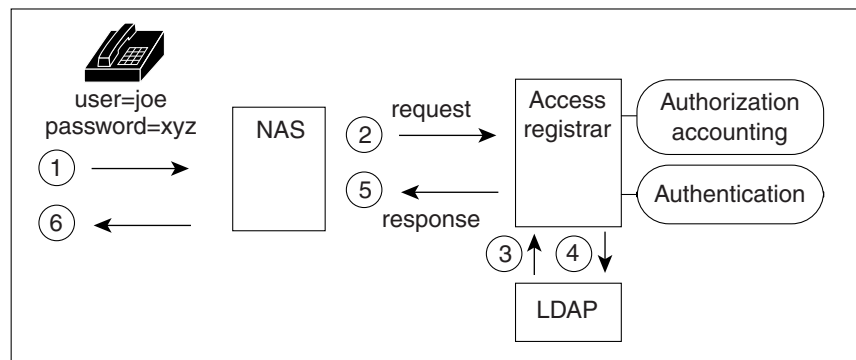 user=joe
password=xyz
1
6
NAS
2
request
5
response
Access
registrar
Authorization
accounting
Authentication
3
4
LDAP